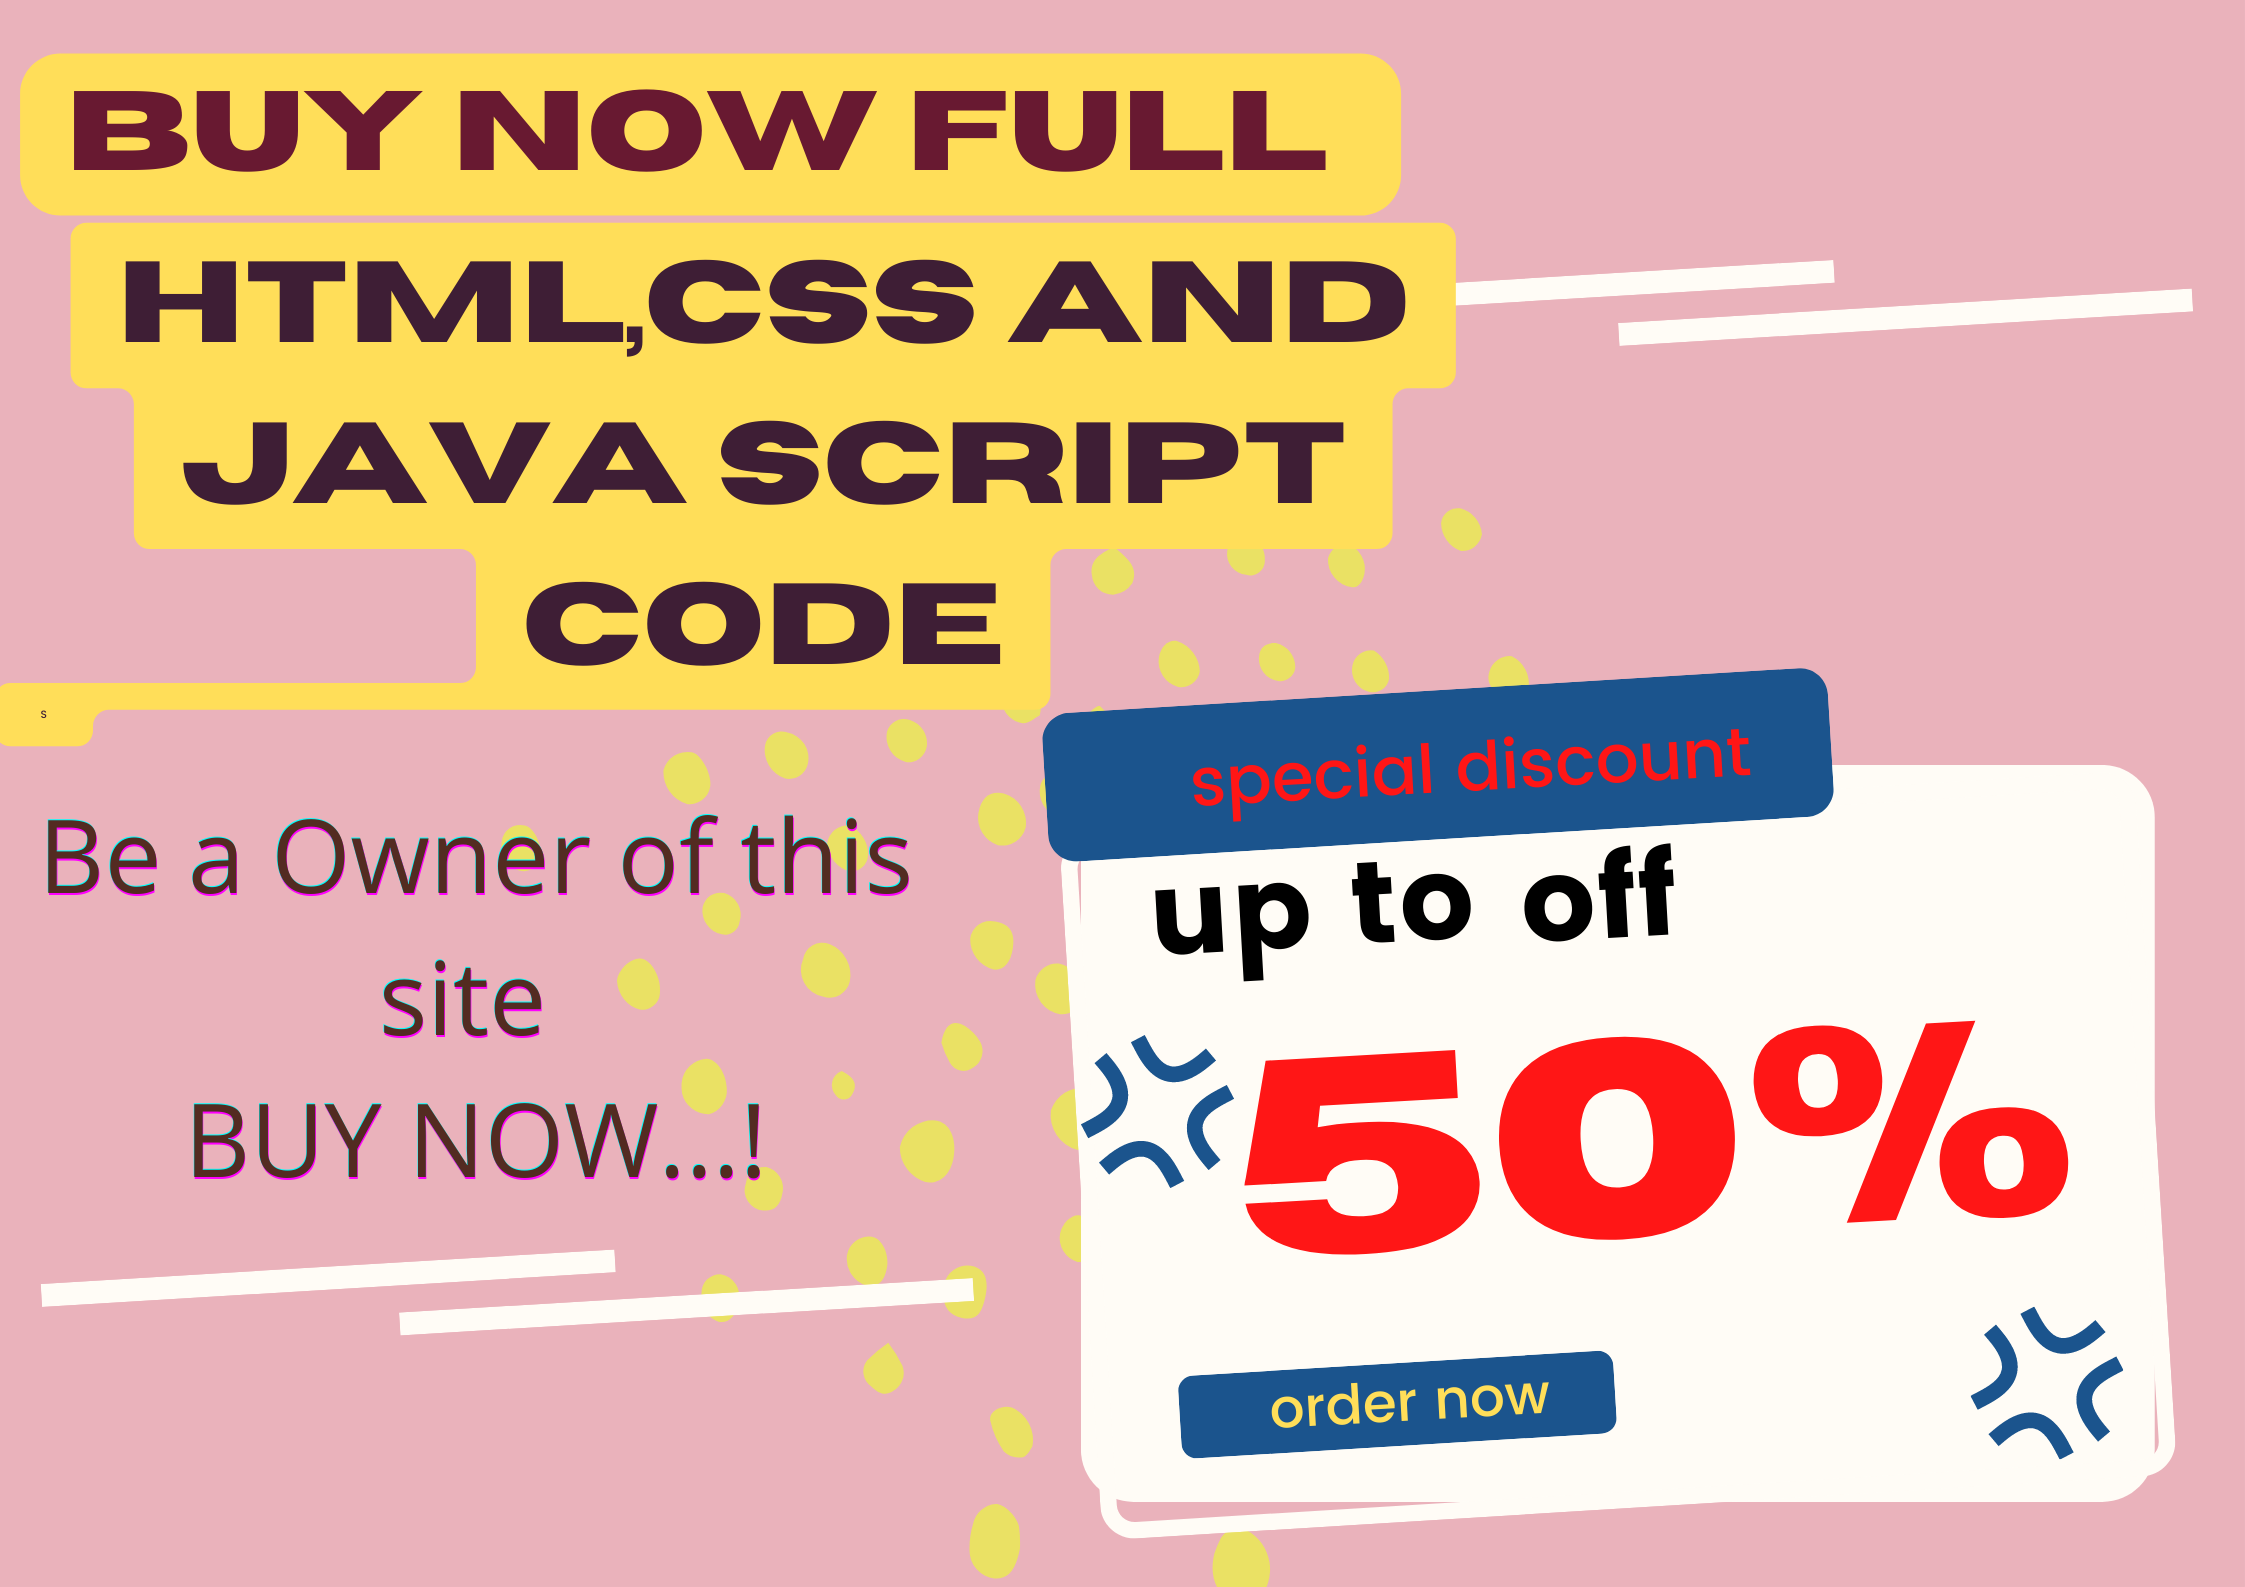 BUY NOW FULL
HTML,CSS AND
JAVA SCRIPT
CODE
s
Be a Owner of this
site
BUY NOW...!
special discount
up to off
50%
order now